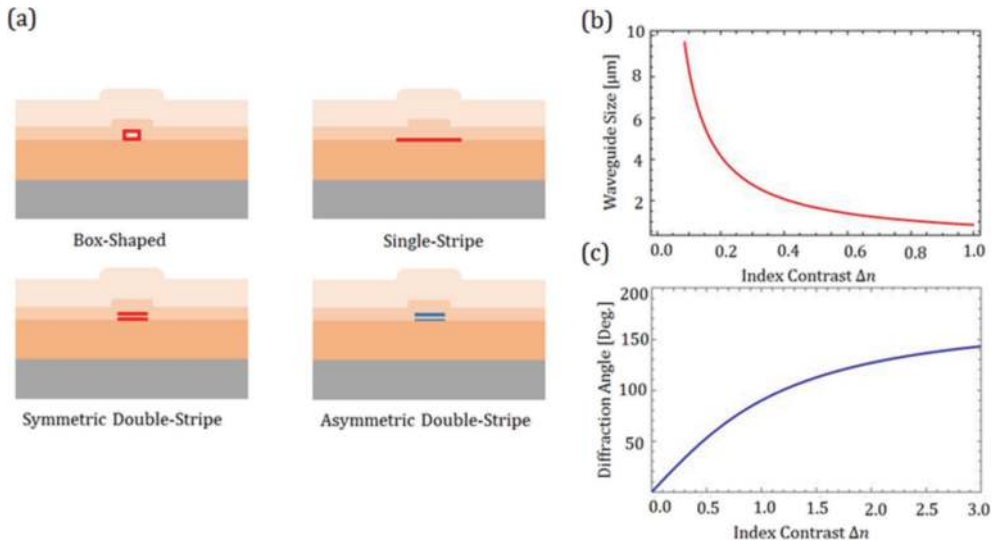 (a)
Box-Shaped
Single-Stripe
Symmetric Double-Stripe
Asymmetric Double-Stripe
(b)
Waveguide Size [μm]
10
8
6
4
2
0.0 0.2 0.4 0.6 0.8 1.0
Index Contrast Δn
(c)
Diffraction Angle [Deg.]
200
150
100
50
0.0 0.5 1.0 1.5 2.0 2.5 3.0
Index Contrast Δn